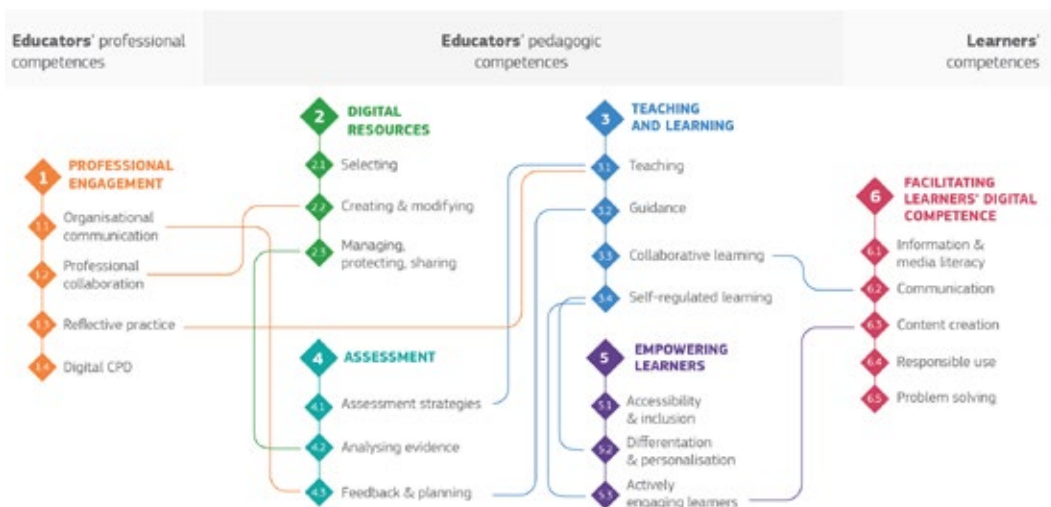 Educators' professional
competences
Educators' pedagogic
competences
Learners'
competences
1
PROFESSIONAL
ENGAGEMENT
1.1
Organisational
communication
1.2
Professional
collaboration
1.3
Reflective practice
1.4
Digital CPD
2
DIGITAL
RESOURCES
2.1
Selecting
2.2
Creating & modifying
2.3
Managing,
protecting, sharing
3
TEACHING
AND LEARNING
3.1
Teaching
3.2
Guidance
3.3
Collaborative learning
3.4
Self-regulated learning
4
ASSESSMENT
4.1
Assessment strategies
4.2
Analysing evidence
4.3
Feedback & planning
5
EMPOWERING
LEARNERS
5.1
Accessibility
& inclusion
5.2
Differentation
& personalisation
5.3
Actively
engaging learners
6
FACILITATING
LEARNERS' DIGITAL
COMPETENCE
6.1
Information &
media literacy
6.2
Communication
6.3
Content creation
6.4
Responsible use
6.5
Problem solving